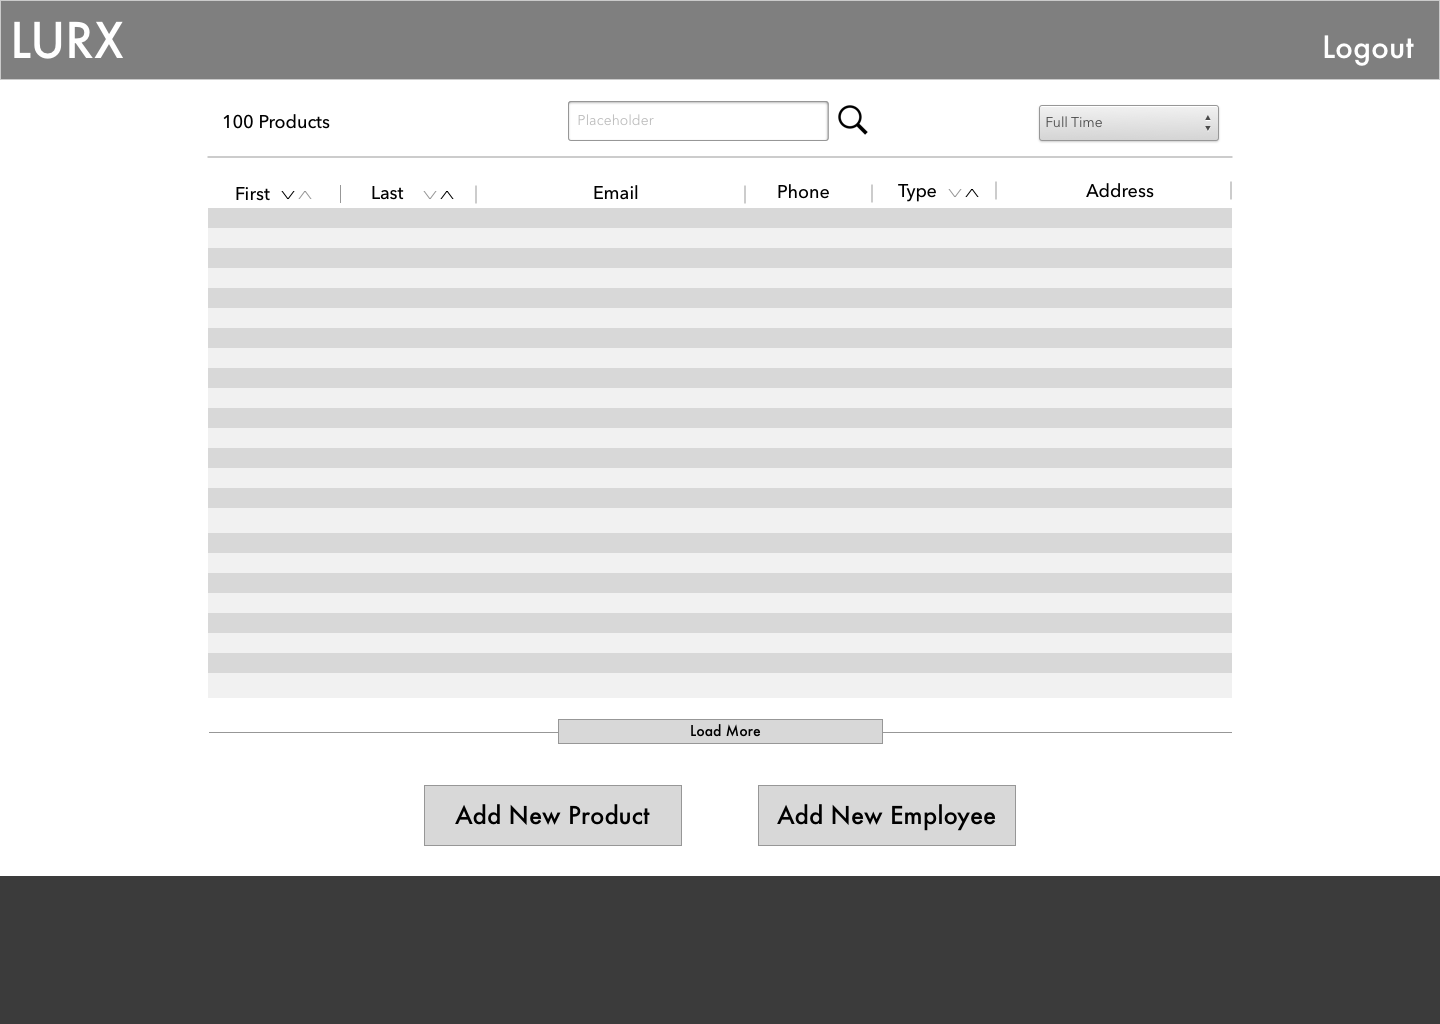 LURX
Logout
100 Products
Placeholder
Full Time
First
Last
Email
Phone
Type
Address
Load More
Add New Product
Add New Employee